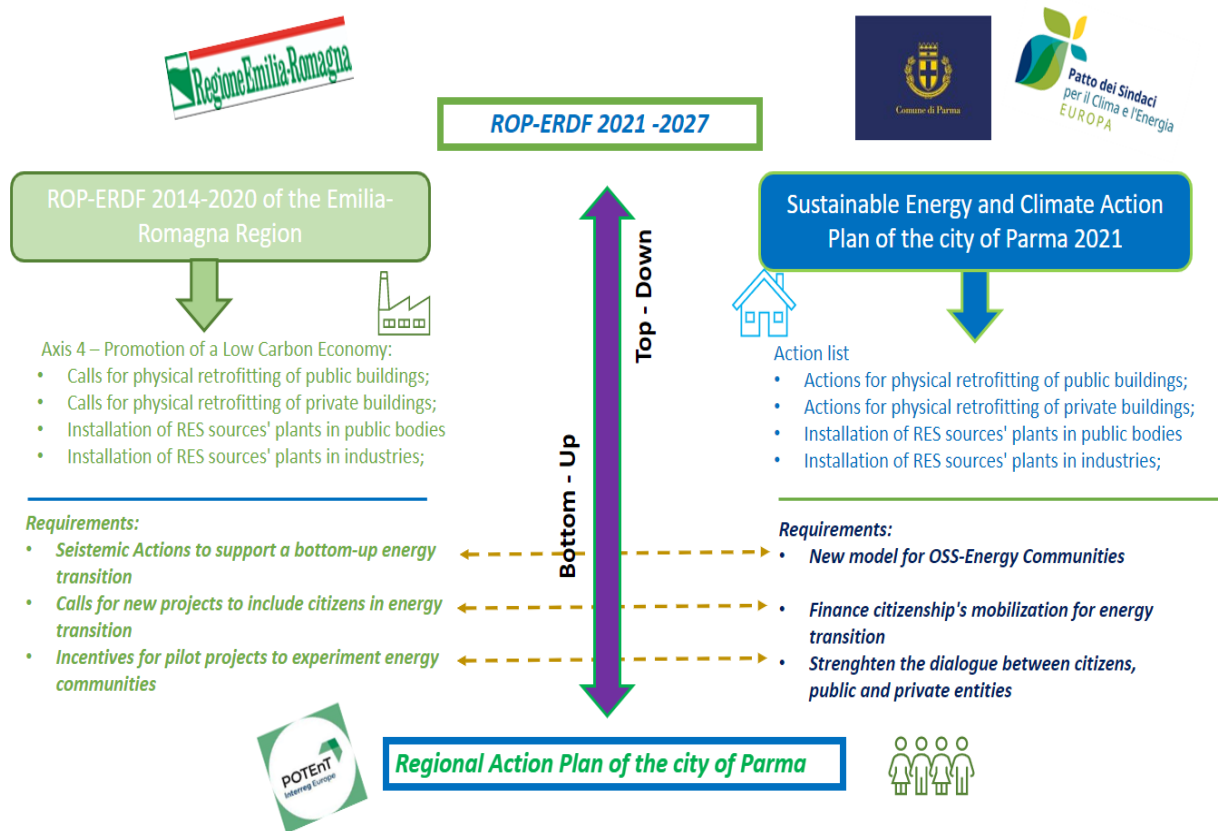 RegioneEmilia-Romagna
Comune di Parma
Patto dei Sindaci
per il Clima e l'Energia
EUROPA
ROP-ERDF 2021 -2027
ROP-ERDF 2014-2020 of the Emilia-
Romagna Region
Axis 4 – Promotion of a Low Carbon Economy:
• Calls for physical retrofitting of public buildings;
• Calls for physical retrofitting of private buildings;
• Installation of RES sources' plants in public bodies
• Installation of RES sources' plants in industries;
Requirements:
• Seistemic Actions to support a bottom-up energy
transition
• Calls for new projects to include citizens in energy
transition
• Incentives for pilot projects to experiment energy
communities
Top - Down
Bottom - Up
Sustainable Energy and Climate Action
Plan of the city of Parma 2021
Action list
• Actions for physical retrofitting of public buildings;
• Actions for physical retrofitting of private buildings;
• Installation of RES sources' plants in public bodies
• Installation of RES sources' plants in industries;
Requirements:
• New model for OSS-Energy Communities
• Finance citizenship's mobilization for energy
transition
• Strenghten the dialogue between citizens,
public and private entities
POTEnT
Interreg Europe
Regional Action Plan of the city of Parma